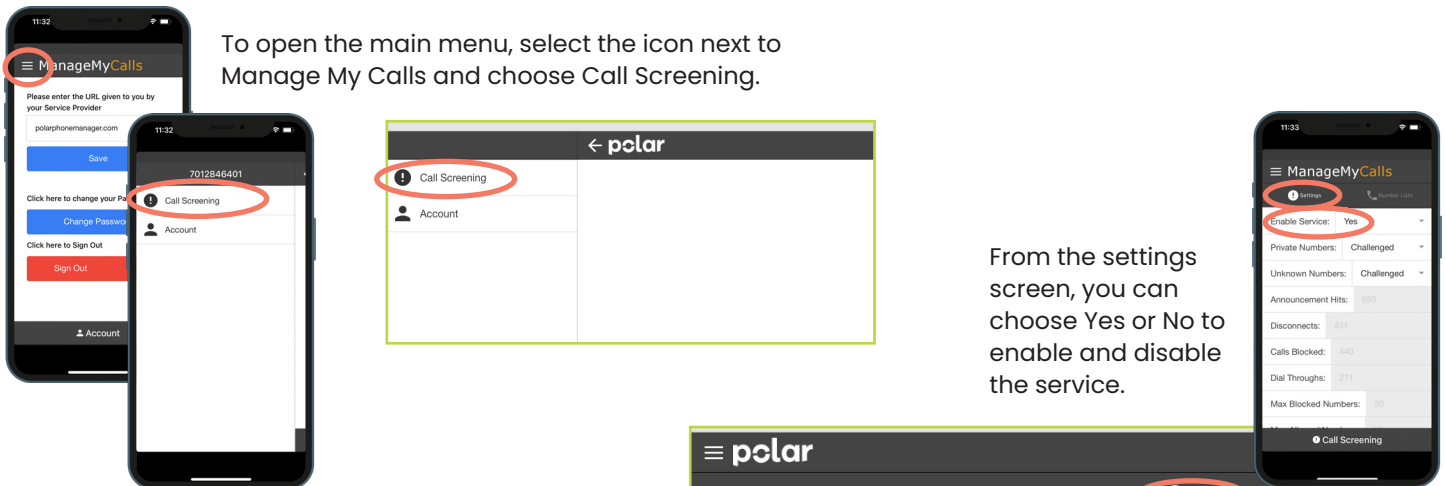 To open the main menu, select the icon next to
Manage My Calls and choose Call Screening.
11:32
ManageMyCalls
Please enter the URL given to you by
your Service Provider
polarphonemanager.com
Save
Click here to change your Pa
Change Passwor
Click here to Sign Out
Sign Out
Account
11:32
7012846401
Call Screening
Account
polar
Call Screening
Account
From the settings
screen, you can
choose Yes or No to
enable and disable
the service.
11:33
ManageMyCalls
Settings
Number Lists
Enable Service: Yes
Private Numbers: Challenged
Unknown Numbers: Challenged
Announcement Hits: 693
Disconnects: 431
Calls Blocked: 440
Dial Throughs: 271
Max Blocked Numbers: 30
Call Screening
polar